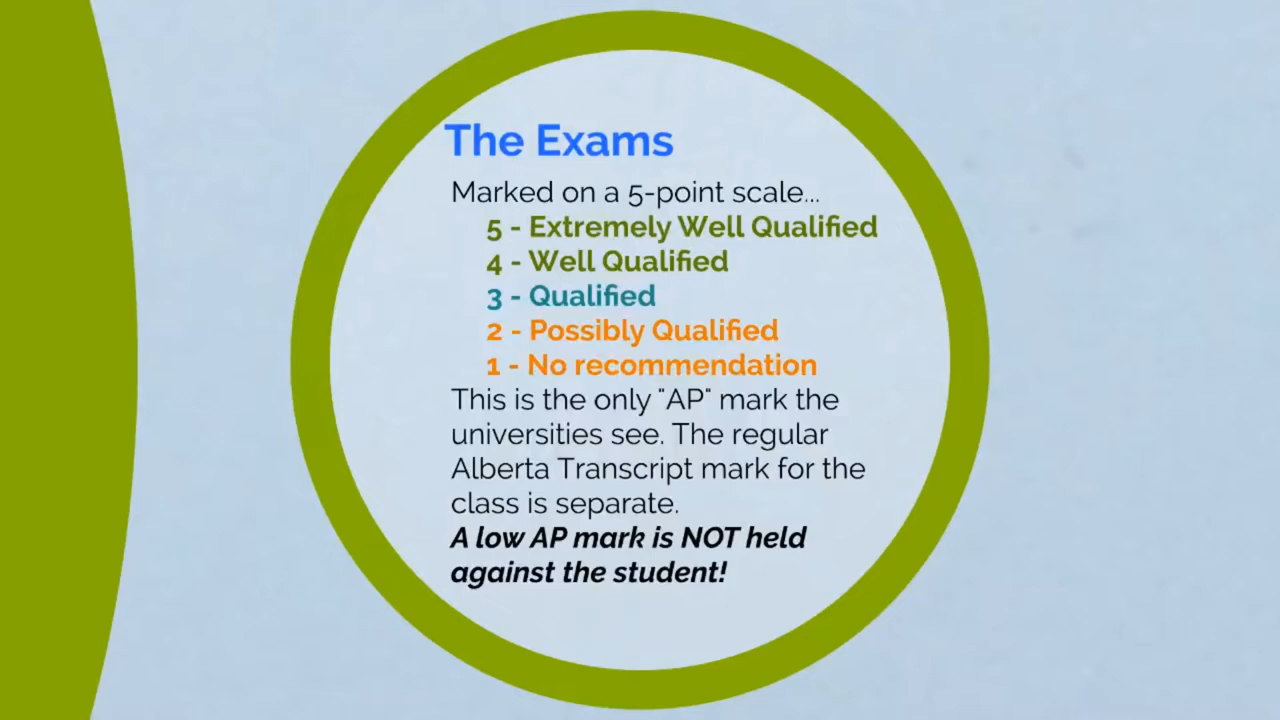 The Exams
Marked on a 5-point scale...
5 - Extremely Well Qualified
4 - Well Qualified
3 - Qualified
2 - Possibly Qualified
1 - No recommendation
This is the only "AP" mark the
universities see. The regular
Alberta Transcript mark for the
class is separate.
A low AP mark is NOT held
against the student!